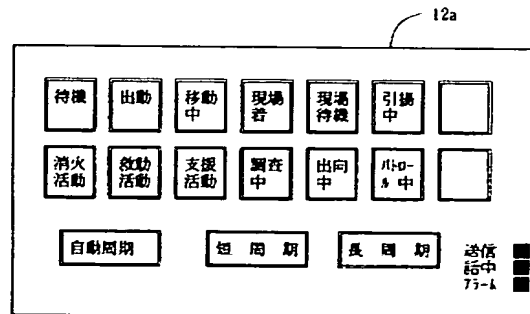 12a
待機 出動 移動中 現場着 現場待機 引揚中
消火活動 救助活動 支援活動 調査中 出向中 パトロール中
自動周期 短周期 長周期
送信
話中
アラーム